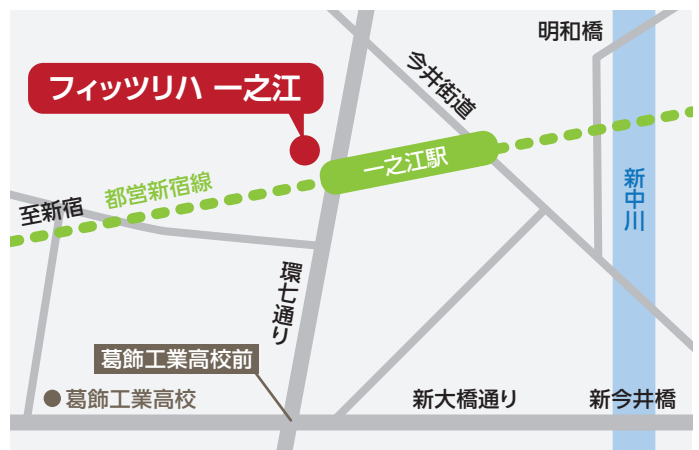 明和橋
フィッツリハ 一之江
今井街道
一之江駅
新中川
都営新宿線
至新宿
環七通り
葛飾工業高校前
葛飾工業高校
新大橋通り
新今井橋